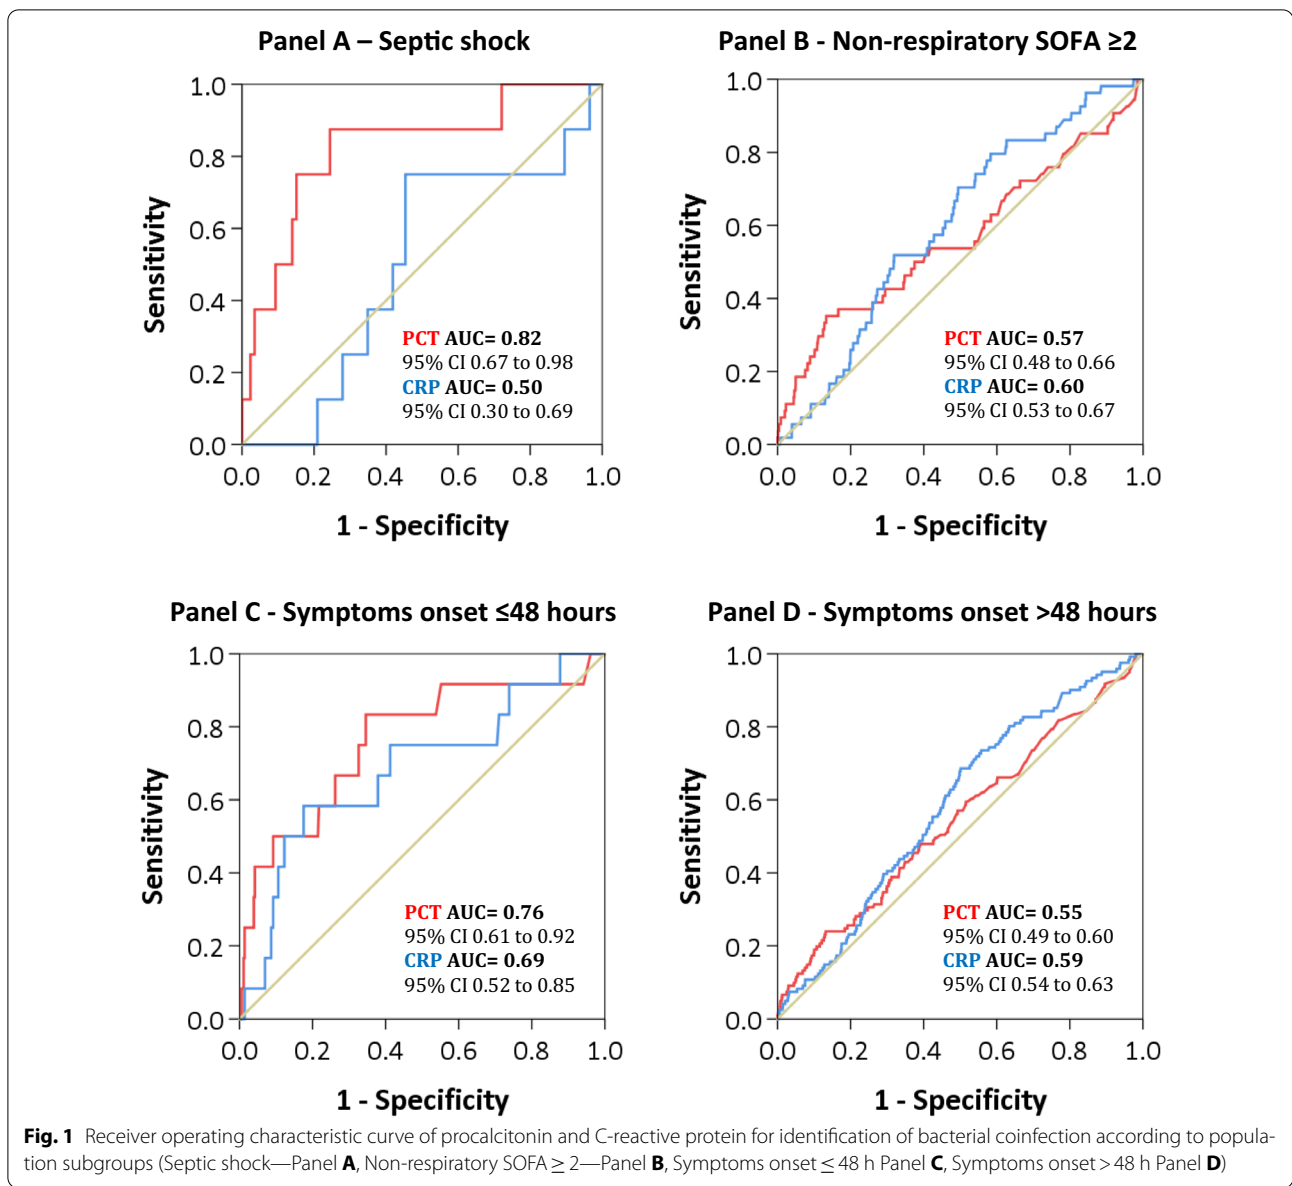 Panel A – Septic shock
1.0
0.8
0.6
0.4
0.2
0.0
Sensitivity
PCT AUC= 0.82
95% CI 0.67 to 0.98
CRP AUC= 0.50
95% CI 0.30 to 0.69
0.0 0.2 0.4 0.6 0.8 1.0
1 - Specificity
Panel B - Non-respiratory SOFA ≥2
1.0
0.8
0.6
0.4
0.2
0.0
Sensitivity
PCT AUC= 0.57
95% CI 0.48 to 0.66
CRP AUC= 0.60
95% CI 0.53 to 0.67
0.0 0.2 0.4 0.6 0.8 1.0
1 - Specificity
Panel C - Symptoms onset ≤48 hours
1.0
0.8
0.6
0.4
0.2
0.0
Sensitivity
PCT AUC= 0.76
95% CI 0.61 to 0.92
CRP AUC= 0.69
95% CI 0.52 to 0.85
0.0 0.2 0.4 0.6 0.8 1.0
1 - Specificity
Panel D - Symptoms onset >48 hours
1.0
0.8
0.6
0.4
0.2
0.0
Sensitivity
PCT AUC= 0.55
95% CI 0.49 to 0.60
CRP AUC= 0.59
95% CI 0.54 to 0.63
0.0 0.2 0.4 0.6 0.8 1.0
1 - Specificity
Fig. 1 Receiver operating characteristic curve of procalcitonin and C-reactive protein for identification of bacterial coinfection according to popula-
tion subgroups (Septic shock—Panel A, Non-respiratory SOFA ≥ 2—Panel B, Symptoms onset ≤ 48 h Panel C, Symptoms onset > 48 h Panel D)